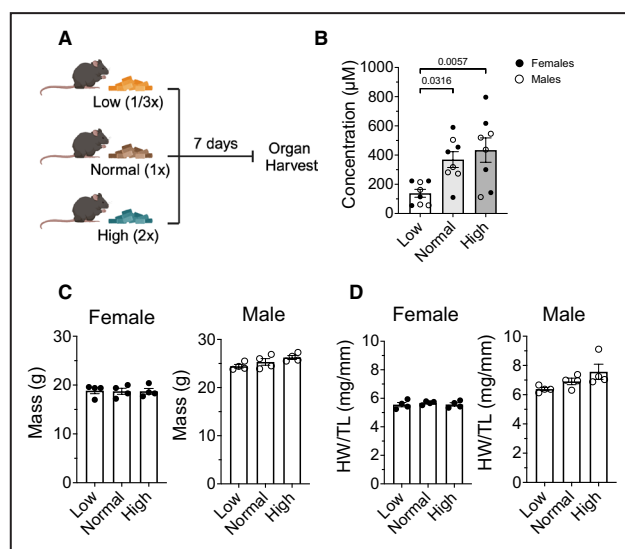 A
Low (1/3x)
Normal (1x)
High (2x)
7 days
Organ
Harvest
B
0.0057
0.0316
Females
Males
Concentration (µM)
1000
800
600
400
200
0
Low
Normal
High
C
Female
Mass (g)
30
20
10
0
Low
Normal
High
Male
Mass (g)
30
20
10
0
Low
Normal
High
D
Female
HW/TL (mg/mm)
10
8
6
4
2
0
Low
Normal
High
Male
HW/TL (mg/mm)
10
8
6
4
2
0
Low
Normal
High